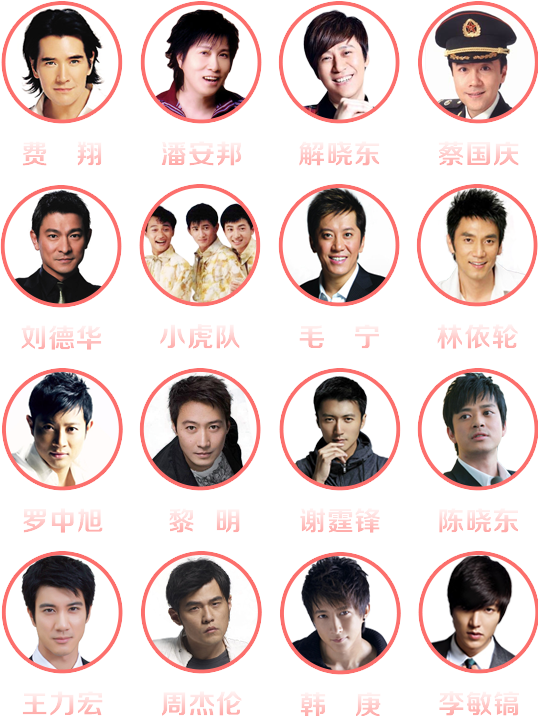 费 翔 潘安邦 解晓东 蔡国庆
刘德华 小虎队 毛 宁 林依轮
罗中旭 黎 明 谢霆锋 陈晓东
王力宏 周杰伦 韩 庚 李敏镐